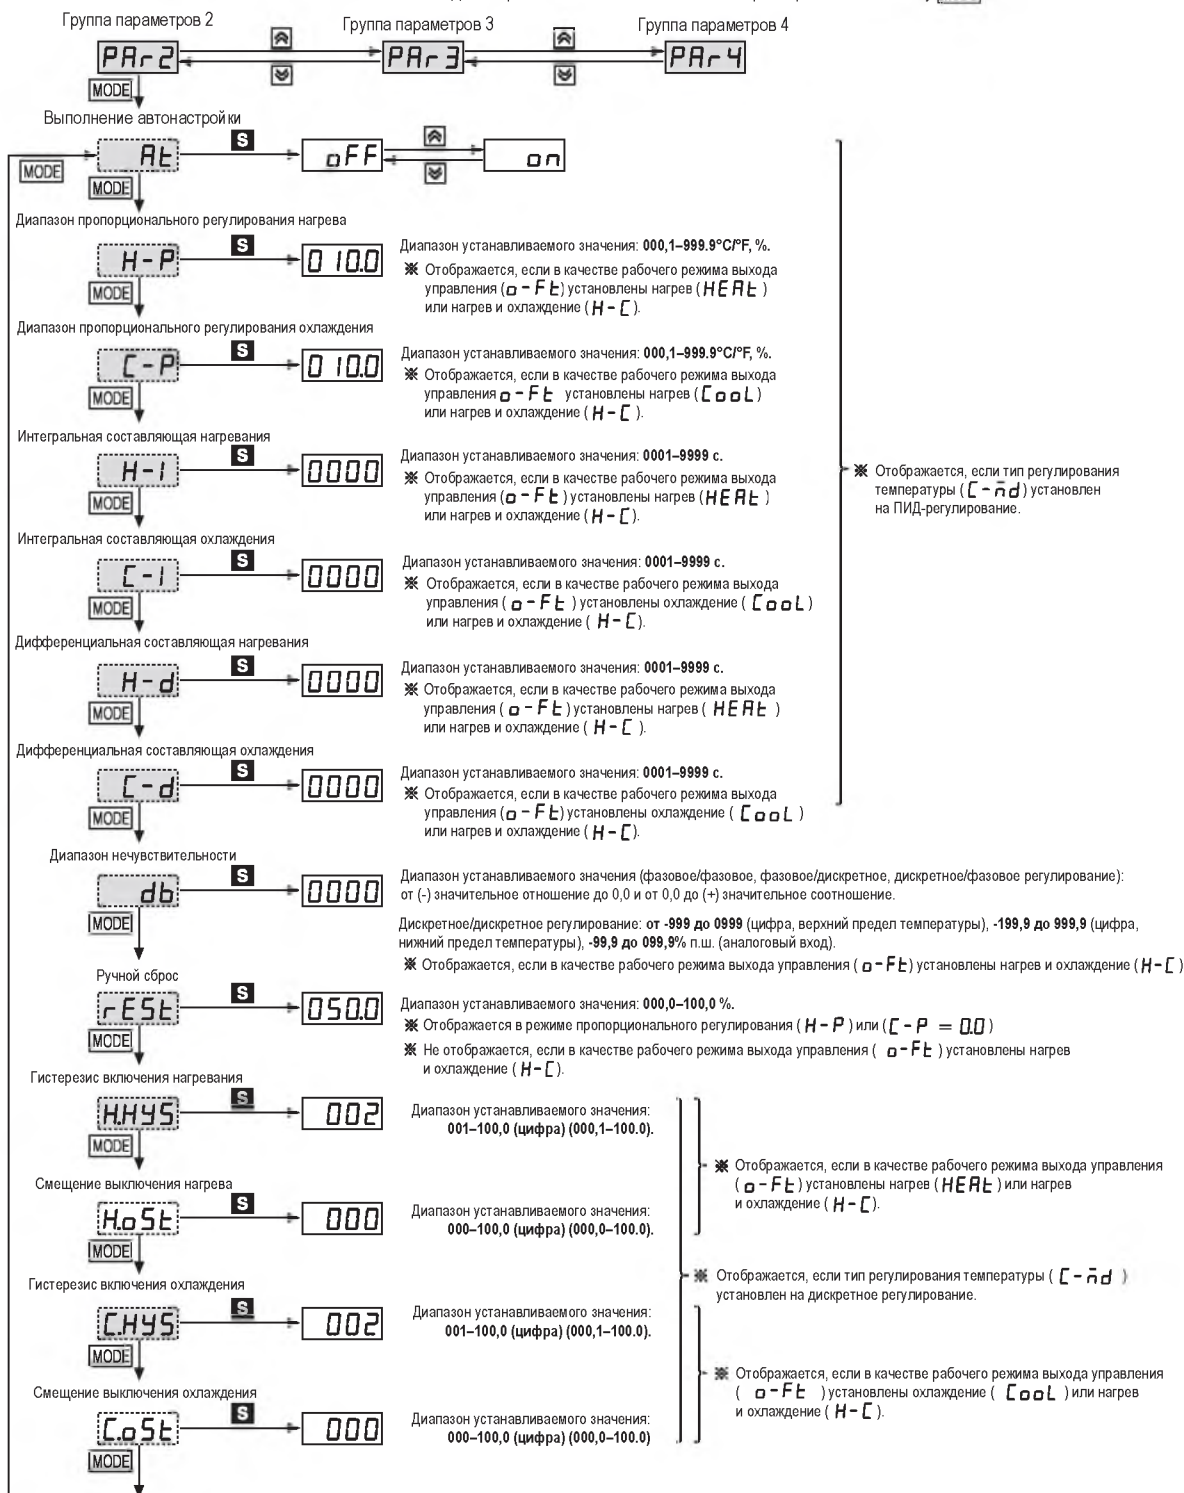 Группа параметров 2
Группа параметров 3
Группа параметров 4
PAr2
PAr3
PAr4
MODE
Выполнение автонастройки
MODE
At
S
oFF
on
MODE
Диапазон пропорционального регулирования нагрева
H-P
S
010.0
MODE
Диапазон устанавливаемого значения: 000,1–999.9°C/°F, %.
※ Отображается, если в качестве рабочего режима выхода
управления (o-Ft) установлены нагрев (HEAt)
или нагрев и охлаждение (H-C).
Диапазон пропорционального регулирования охлаждения
C-P
S
010.0
MODE
Диапазон устанавливаемого значения: 000,1–999.9°C/°F, %.
※ Отображается, если в качестве рабочего режима выхода
управления o-Ft установлены нагрев (CooL)
или нагрев и охлаждение (H-C).
Интегральная составляющая нагревания
H-I
S
0000
MODE
Диапазон устанавливаемого значения: 0001–9999 с.
※ Отображается, если в качестве рабочего режима выхода
управления (o-Ft) установлены нагрев (HEAt)
или нагрев и охлаждение (H-C).
※ Отображается, если тип регулирования
температуры (C-md) установлен
на ПИД-регулирование.
Интегральная составляющая охлаждения
C-I
S
0000
MODE
Диапазон устанавливаемого значения: 0001–9999 с.
※ Отображается, если в качестве рабочего режима выхода
управления (o-Ft) установлены охлаждение (CooL)
или нагрев и охлаждение (H-C).
Дифференциальная составляющая нагревания
H-d
S
0000
MODE
Диапазон устанавливаемого значения: 0001–9999 с.
※ Отображается, если в качестве рабочего режима выхода
управления (o-Ft) установлены нагрев (HEAt)
или нагрев и охлаждение (H-C).
Дифференциальная составляющая охлаждения
C-d
S
0000
MODE
Диапазон устанавливаемого значения: 0001–9999 с.
※ Отображается, если в качестве рабочего режима выхода
управления (o-Ft) установлены охлаждение (CooL)
или нагрев и охлаждение (H-C).
Диапазон нечувствительности
db
S
0000
MODE
Диапазон устанавливаемого значения (фазовое/фазовое, фазовое/дискретное, дискретное/фазовое регулирование):
от (-) значительное отношение до 0,0 и от 0,0 до (+) значительное соотношение.
Дискретное/дискретное регулирование: от -999 до 0999 (цифра, верхний предел температуры), -199,9 до 999,9 (цифра,
нижний предел температуры), -99,9 до 099,9% п.ш. (аналоговый вход).
※ Отображается, если в качестве рабочего режима выхода управления (o-Ft) установлены нагрев и охлаждение (H-C)
Ручной сброс
rESt
S
050.0
MODE
Диапазон устанавливаемого значения: 000,0–100,0 %.
※ Отображается в режиме пропорционального регулирования (H-P) или (C-P = 0.0)
※ Не отображается, если в качестве рабочего режима выхода управления (o-Ft) установлены нагрев
и охлаждение (H-C).
Гистерезис включения нагревания
H.HYS
S
002
MODE
Диапазон устанавливаемого значения:
001–100,0 (цифра) (000,1–100.0).
※ Отображается, если в качестве рабочего режима выхода управления
(o-Ft) установлены нагрев (HEAt) или нагрев
и охлаждение (H-C).
Смещение выключения нагрева
H.oSt
S
000
MODE
Диапазон устанавливаемого значения:
000–100,0 (цифра) (000,0–100.0).
※ Отображается, если тип регулирования температуры (C-md)
установлен на дискретное регулирование.
Гистерезис включения охлаждения
C.HYS
S
002
MODE
Диапазон устанавливаемого значения:
001–100,0 (цифра) (000,1–100.0).
※ Отображается, если в качестве рабочего режима выхода управления
(o-Ft) установлены охлаждение (CooL) или нагрев
и охлаждение (H-C).
Смещение выключения охлаждения
C.oSt
S
000
MODE
Диапазон устанавливаемого значения:
000–100,0 (цифра) (000,0–100.0)